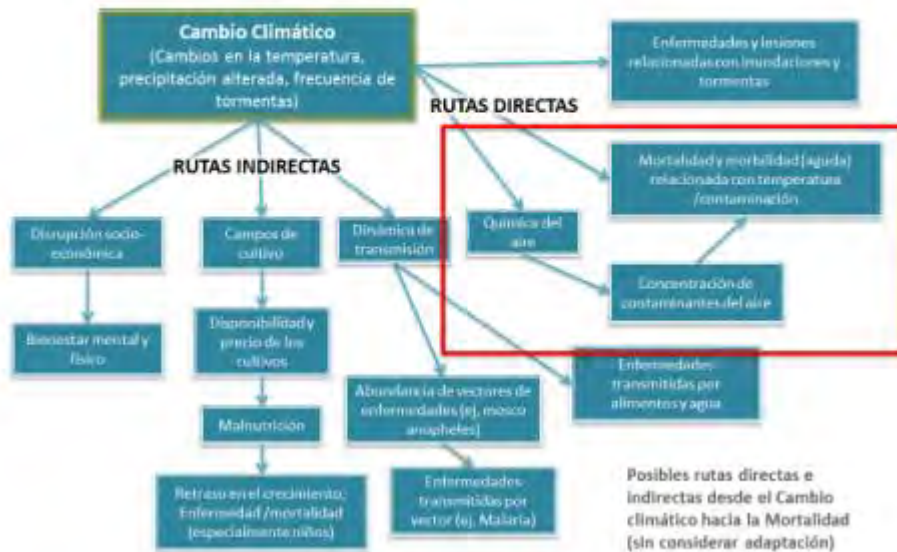 Cambio Climático
(Cambios en la temperatura,
precipitación alterada, frecuencia de
tormentas)
Enfermedades y lesiones
relacionadas con inundaciones y
tormentas
RUTAS DIRECTAS
RUTAS INDIRECTAS
Mortalidad y morbilidad (aguda)
relacionada con temperatura
/contaminación
Disrupción socio-
económica
Campos de
cultivo
Dinámica de
transmisión
Química del
aire
Concentración de
contaminantes del aire
Bienestar mental y
físico
Disponibilidad y
precio de los
cultivos
Enfermedades
transmitidas por
alimentos y agua
Abundancia de vectores de
enfermedades (ej, mosco
anapheles)
Malnutrición
Retraso en el crecimiento,
Enfermedad /mortalidad
(especialmente niños)
Enfermedades
transmitidas por
vector (ej, Malaria)
Posibles rutas directas e
indirectas desde el Cambio
climático hacia la Mortalidad
(sin considerar adaptación)